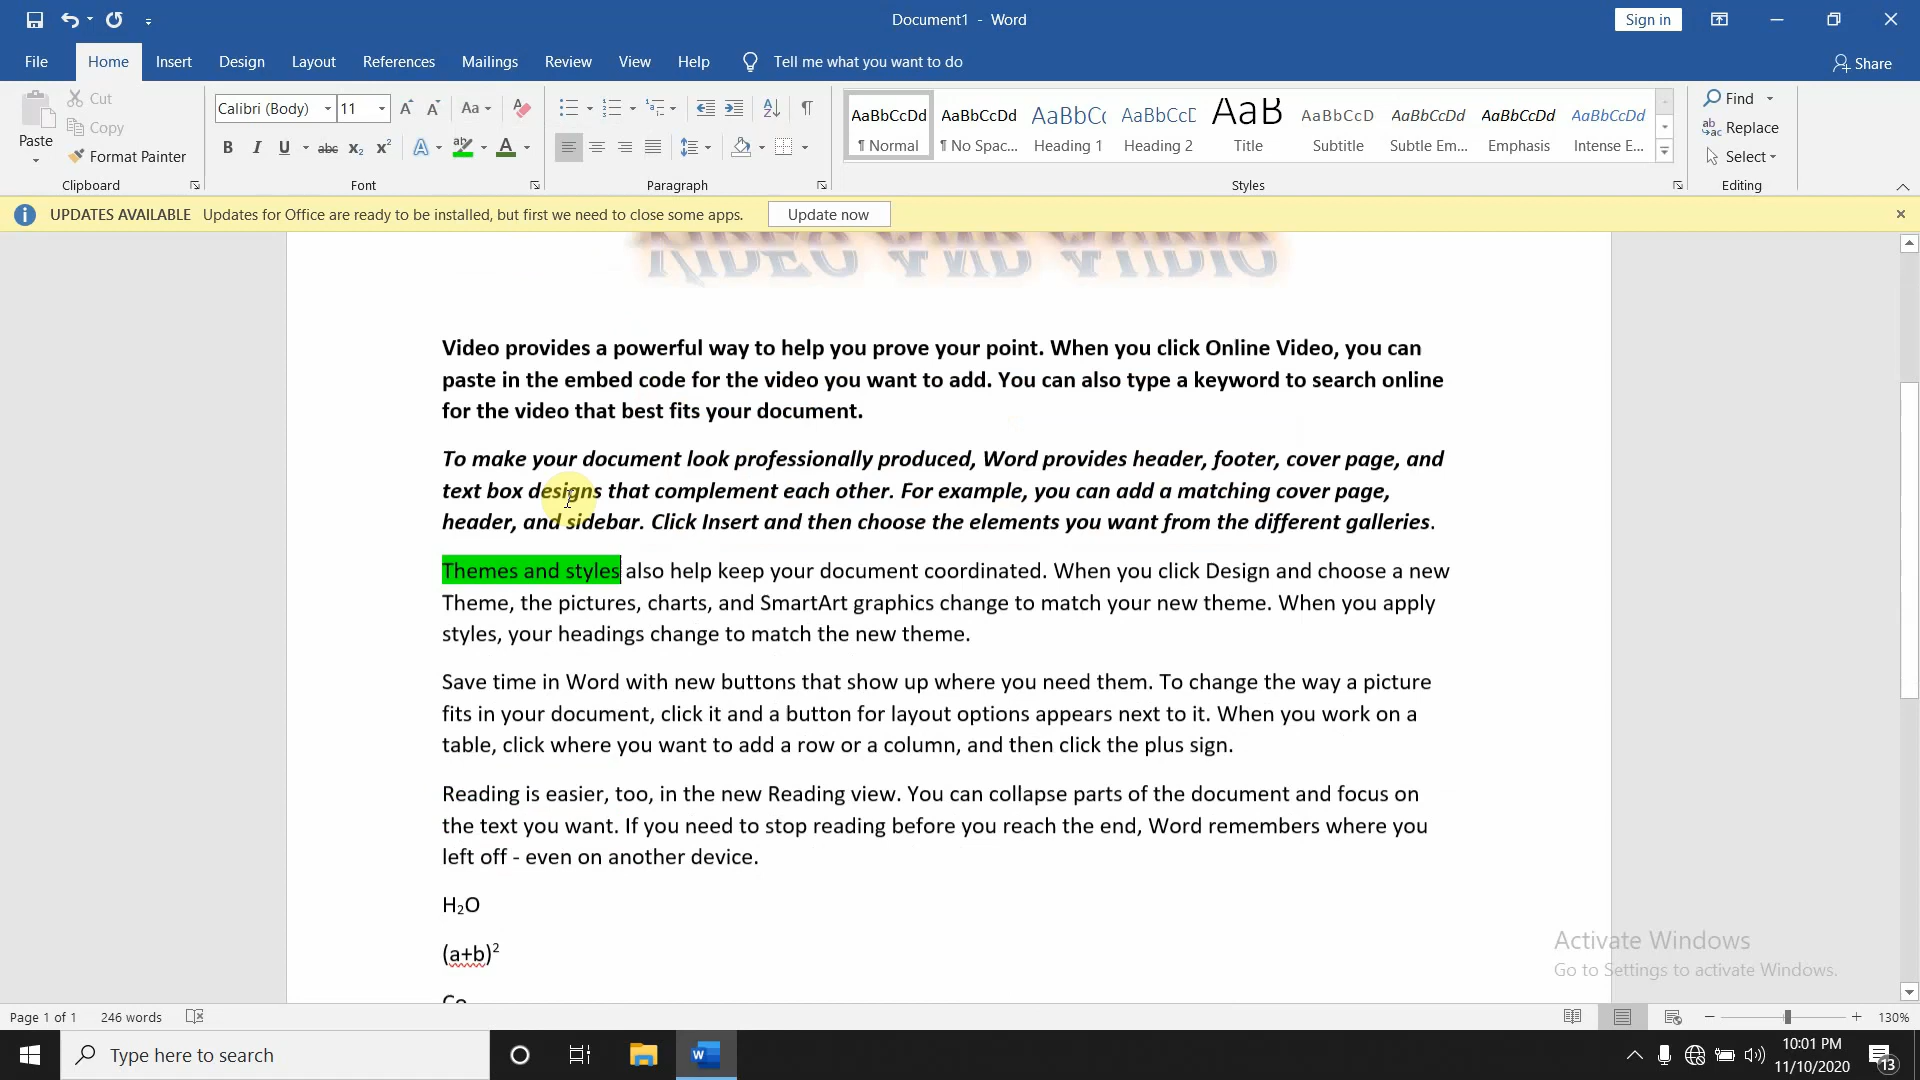 Document1 - Word
Sign in
File Home Insert Design Layout References Mailings Review View Help Tell me what you want to do
Share
Paste
Cut
Copy
Format Painter
Clipboard
Calibri (Body) 11
Font
Paragraph
AaBbCcDd AaBbCcDd AaBbCc AaBbCcD AaB AaBbCcD AaBbCcDd AaBbCcDd AaBbCcDd
¶ Normal ¶ No Spac... Heading 1 Heading 2 Title Subtitle Subtle Em... Emphasis Intense E...
Styles
Find
Replace
Select
Editing
UPDATES AVAILABLE Updates for Office are ready to be installed, but first we need to close some apps. Update now
Video provides a powerful way to help you prove your point. When you click Online Video, you can
paste in the embed code for the video you want to add. You can also type a keyword to search online
for the video that best fits your document.
To make your document look professionally produced, Word provides header, footer, cover page, and
text box designs that complement each other. For example, you can add a matching cover page,
header, and sidebar. Click Insert and then choose the elements you want from the different galleries.
Themes and styles also help keep your document coordinated. When you click Design and choose a new
Theme, the pictures, charts, and SmartArt graphics change to match your new theme. When you apply
styles, your headings change to match the new theme.
Save time in Word with new buttons that show up where you need them. To change the way a picture
fits in your document, click it and a button for layout options appears next to it. When you work on a
table, click where you want to add a row or a column, and then click the plus sign.
Reading is easier, too, in the new Reading view. You can collapse parts of the document and focus on
the text you want. If you need to stop reading before you reach the end, Word remembers where you
left off - even on another device.
H₂O
(a+b)²
Activate Windows
Go to Settings to activate Windows.
Page 1 of 1 246 words
130%
Type here to search
10:01 PM
11/10/2020
13